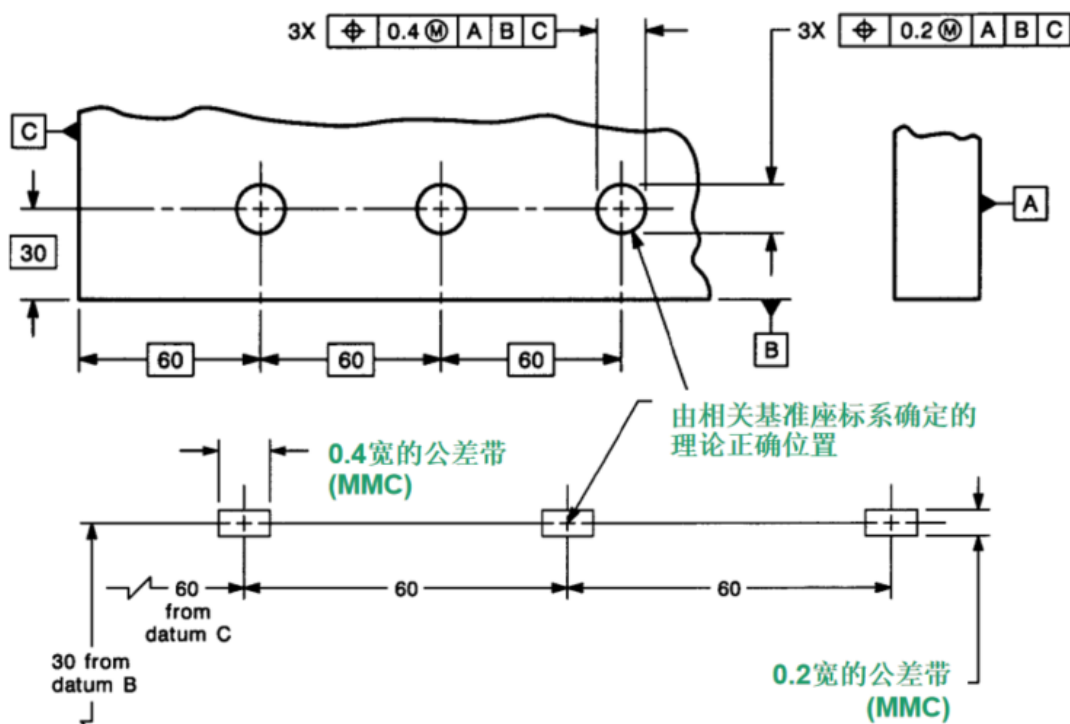 3X ⌖ 0.4 Ⓜ A B C
3X ⌖ 0.2 Ⓜ A B C
C
A
30
B
60 60 60
由相关基准座标系确定的
理论正确位置
0.4宽的公差带
(MMC)
60
from
datum C
60
60
30 from
datum B
0.2宽的公差带
(MMC)